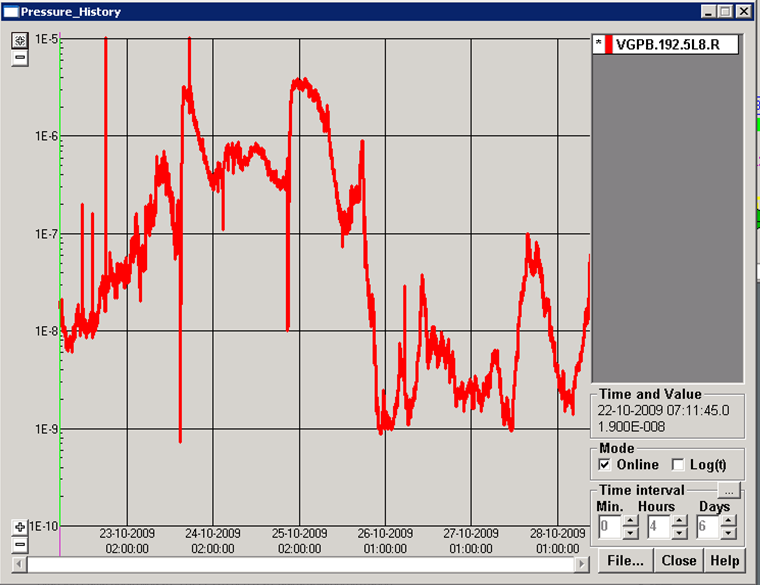 Pressure_History
1E-5
* VGPB.192.5L8.R
1E-6
1E-7
1E-8
1E-9
1E-10
23-10-2009 24-10-2009 25-10-2009 26-10-2009 27-10-2009 28-10-2009
02:00:00 02:00:00 02:00:00 01:00:00 01:00:00 01:00:00
Time and Value
22-10-2009 07:11:45.0
1.900E-008
Mode
Online Log(t)
Time interval ...
Min. Hours Days
0 4 6
File... Close Help